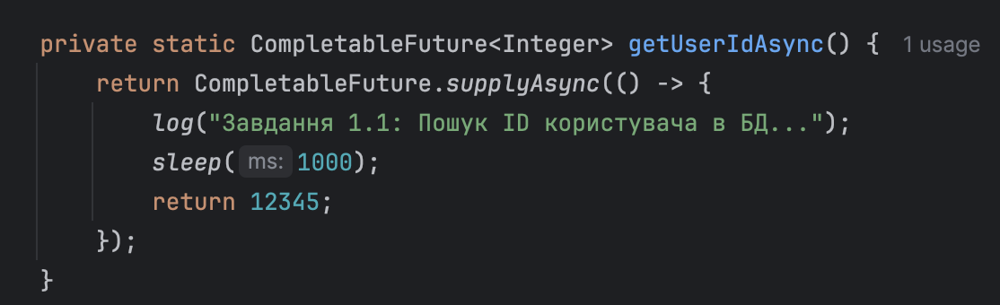 private static CompletableFuture<Integer> getUserIdAsync() { 1 usage
return CompletableFuture.supplyAsync(() -> {
log("Завдання 1.1: Пошук ID користувача в БД...");
sleep( ms: 1000);
return 12345;
});
}